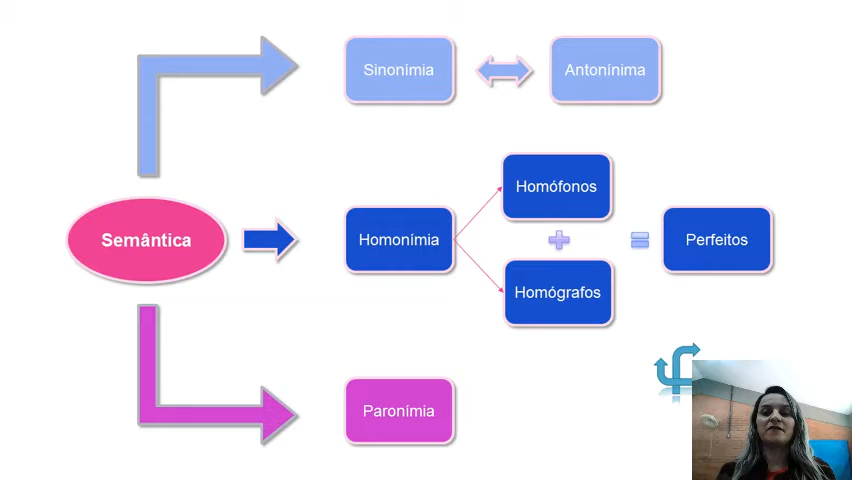 Sinonímia
Antonínima
Homófonos
Semântica
Homonímia
Perfeitos
Homógrafos
Paronímia